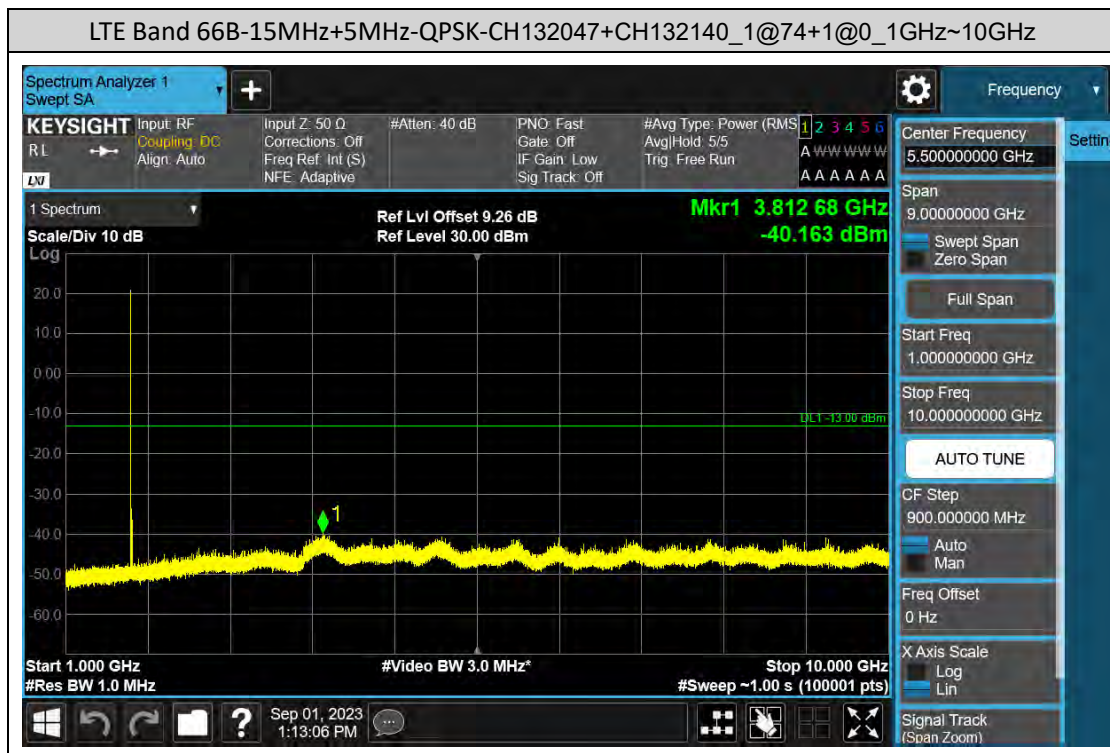 LTE Band 66B-15MHz+5MHz-QPSK-CH132047+CH132140_1@74+1@0_1GHz~10GHz
Spectrum Analyzer 1
Swept SA
Frequency
KEYSIGHT
R L
LXI
Input: RF
Coupling: DC
Align: Auto
Input Z: 50 Ω
Corrections: Off
Freq Ref: Int (S)
NFE: Adaptive
#Atten: 40 dB
PNO: Fast
Gate: Off
IF Gain: Low
Sig Track: Off
#Avg Type: Power (RMS
Avg|Hold: 5/5
Trig: Free Run
1 2 3 4 5 6
A W W W W W
A A A A A A
Settin
1 Spectrum
Scale/Div 10 dB
Log
Ref Lvl Offset 9.26 dB
Ref Level 30.00 dBm
Mkr1 3.812 68 GHz
-40.163 dBm
20.0
10.0
0.00
-10.0
-20.0
-30.0
-40.0
-50.0
-60.0
DL1 -13.00 dBm
1
Start 1.000 GHz
#Res BW 1.0 MHz
#Video BW 3.0 MHz*
Stop 10.000 GHz
#Sweep ~1.00 s (100001 pts)
Center Frequency
5.500000000 GHz
Span
9.00000000 GHz
Swept Span
Zero Span
Full Span
Start Freq
1.000000000 GHz
Stop Freq
10.000000000 GHz
AUTO TUNE
CF Step
900.000000 MHz
Auto
Man
Freq Offset
0 Hz
X Axis Scale
Log
Lin
Signal Track
(Span Zoom)
?
Sep 01, 2023
1:13:06 PM